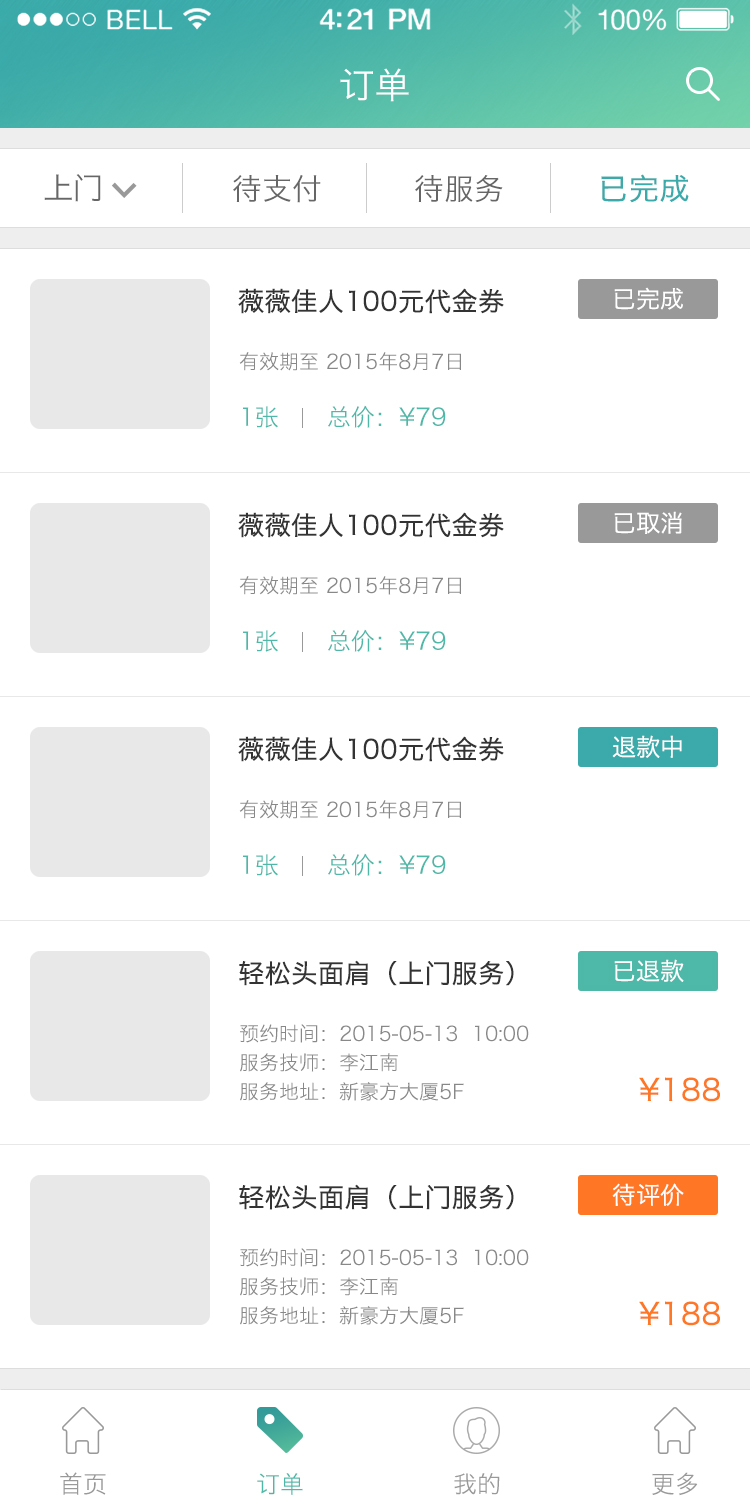 BELL 4:21 PM 100%
订单
上门 待支付 待服务 已完成
薇薇佳人100元代金券 已完成
有效期至 2015年8月7日
1张 | 总价：¥79
薇薇佳人100元代金券 已取消
有效期至 2015年8月7日
1张 | 总价：¥79
薇薇佳人100元代金券 退款中
有效期至 2015年8月7日
1张 | 总价：¥79
轻松头面肩（上门服务） 已退款
预约时间：2015-05-13 10:00
服务技师：李江南
服务地址：新豪方大厦5F ¥188
轻松头面肩（上门服务） 待评价
预约时间：2015-05-13 10:00
服务技师：李江南
服务地址：新豪方大厦5F ¥188
首页 订单 我的 更多